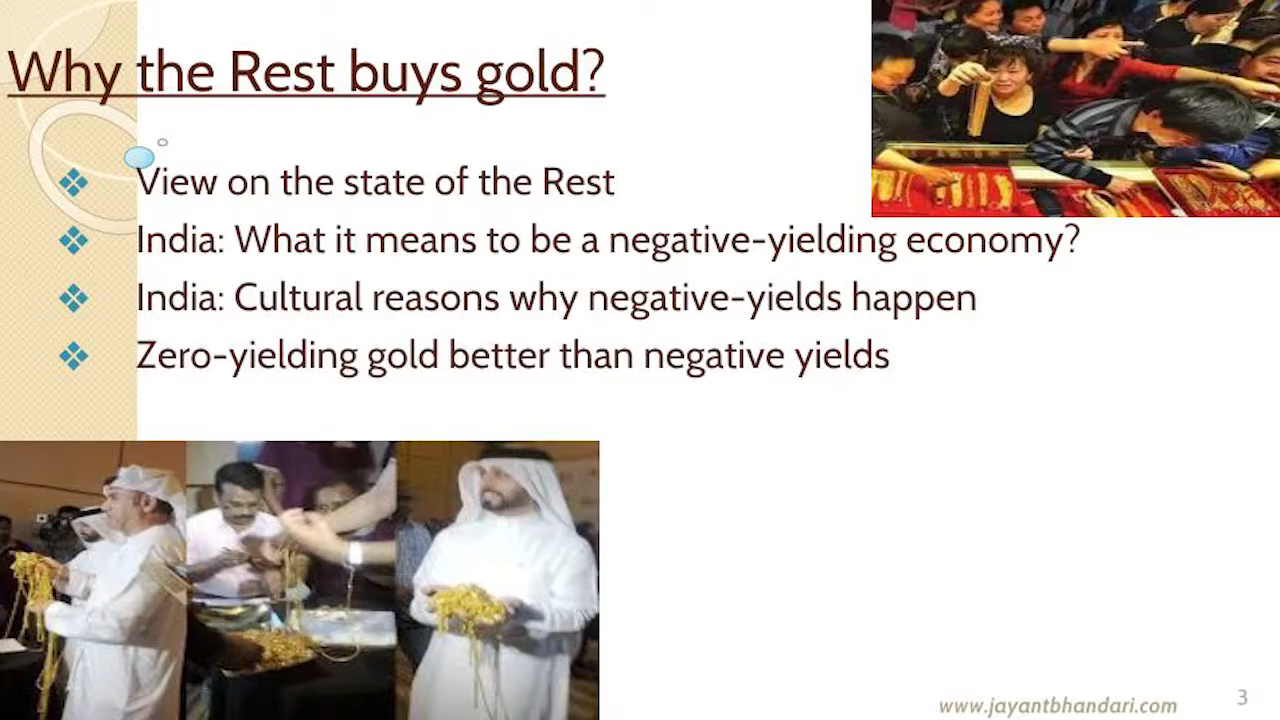 Why the Rest buys gold?
View on the state of the Rest
India: What it means to be a negative-yielding economy?
India: Cultural reasons why negative-yields happen
Zero-yielding gold better than negative yields
www.jayantbhandari.com
3